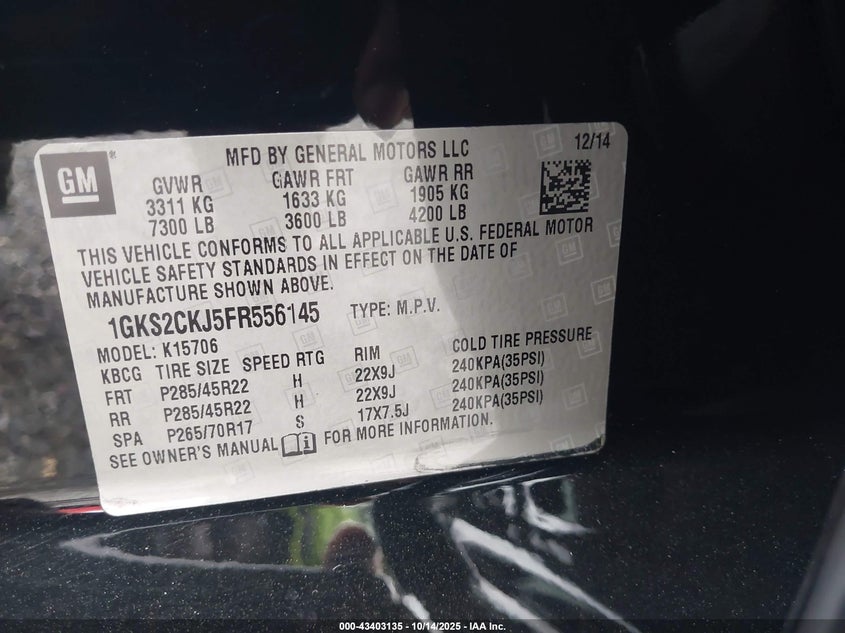 GM ®
MFD BY GENERAL MOTORS LLC 12/14
GVWR GAWR FRT GAWR RR
3311 KG 1633 KG 1905 KG
7300 LB 3600 LB 4200 LB
THIS VEHICLE CONFORMS TO ALL APPLICABLE U.S. FEDERAL MOTOR
VEHICLE SAFETY STANDARDS IN EFFECT ON THE DATE OF
MANUFACTURE SHOWN ABOVE.
1GKS2CKJ5FR556145 TYPE: M.P.V.
MODEL: K15706
KBCG TIRE SIZE SPEED RTG RIM COLD TIRE PRESSURE
FRT P285/45R22 H 22X9J 240KPA(35PSI)
RR P285/45R22 H 22X9J 240KPA(35PSI)
SPA P265/70R17 S 17X7.5J 240KPA(35PSI)
SEE OWNER'S MANUAL FOR MORE INFORMATION.
000-43403135 - 10/14/2025 - IAA Inc.